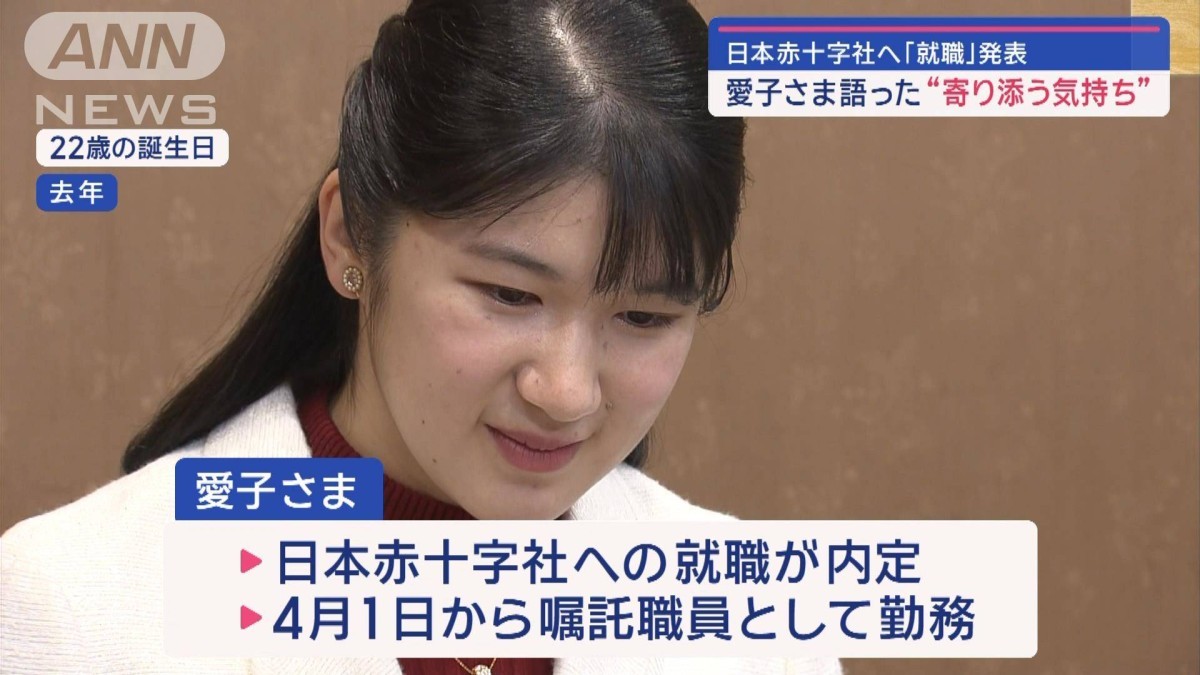 ANN
NEWS
22歳の誕生日
去年
日本赤十字社へ「就職」発表
愛子さま語った“寄り添う気持ち”
愛子さま
日本赤十字社への就職が内定
4月1日から嘱託職員として勤務